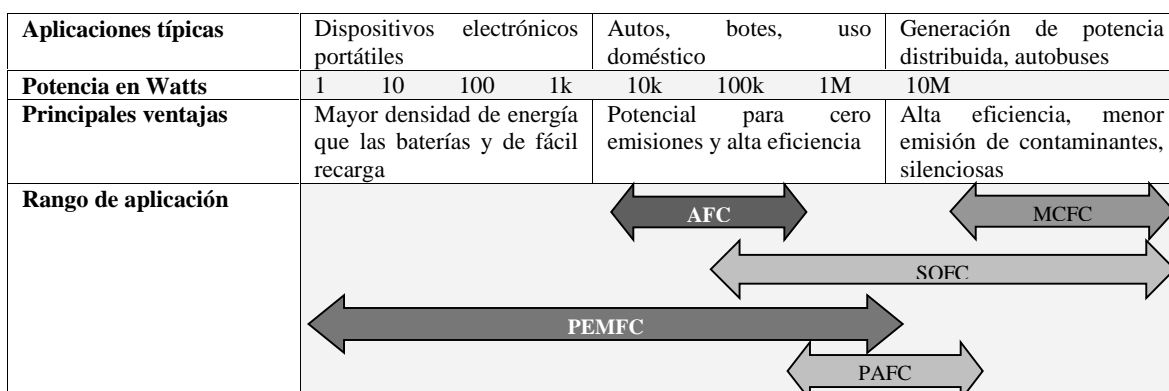 Aplicaciones típicas
Dispositivos electrónicos
portátiles
Autos, botes, uso
doméstico
Generación de potencia
distribuida, autobuses
Potencia en Watts
1 10 100 1k 10k 100k 1M 10M
Principales ventajas
Mayor densidad de energía
que las baterías y de fácil
recarga
Potencial para cero
emisiones y alta eficiencia
Alta eficiencia, menor
emisión de contaminantes,
silenciosas
Rango de aplicación
AFC
MCFC
SOFC
PEMFC
PAFC